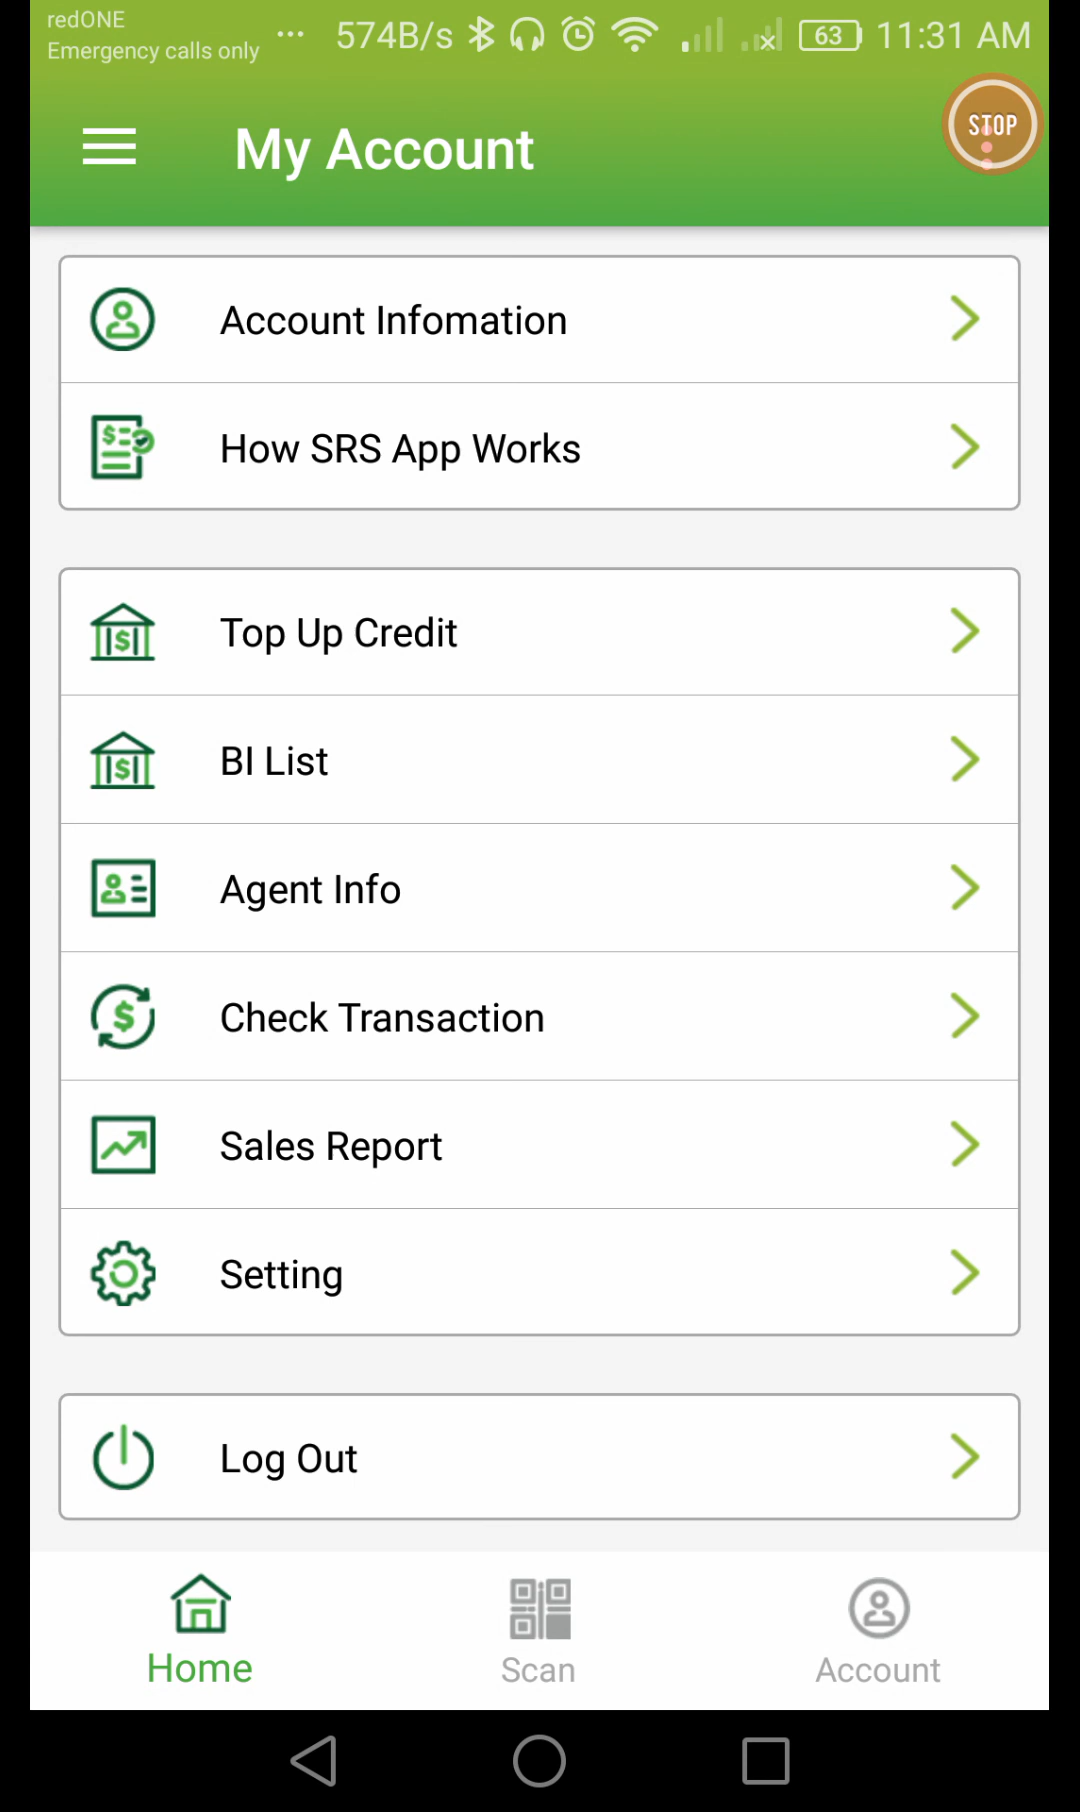 redONE
Emergency calls only ... 574B/s 63 11:31 AM
My Account
STOP
Account Infomation
How SRS App Works
Top Up Credit
BI List
Agent Info
Check Transaction
Sales Report
Setting
Log Out
Home Scan Account